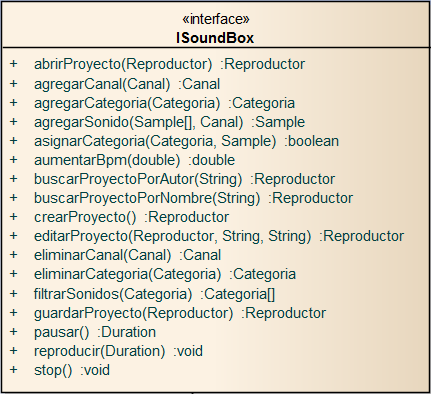 «interface»
ISoundBox
+ abrirProyecto(Reproductor) :Reproductor
+ agregarCanal(Canal) :Canal
+ agregarCategoria(Categoria) :Categoria
+ agregarSonido(Sample[], Canal) :Sample
+ asignarCategoria(Categoria, Sample) :boolean
+ aumentarBpm(double) :double
+ buscarProyectoPorAutor(String) :Reproductor
+ buscarProyectoPorNombre(String) :Reproductor
+ crearProyecto() :Reproductor
+ editarProyecto(Reproductor, String, String) :Reproductor
+ eliminarCanal(Canal) :Canal
+ eliminarCategoria(Categoria) :Categoria
+ filtrarSonidos(Categoria) :Categoria[]
+ guardarProyecto(Reproductor) :Reproductor
+ pausar() :Duration
+ reproducir(Duration) :void
+ stop() :void